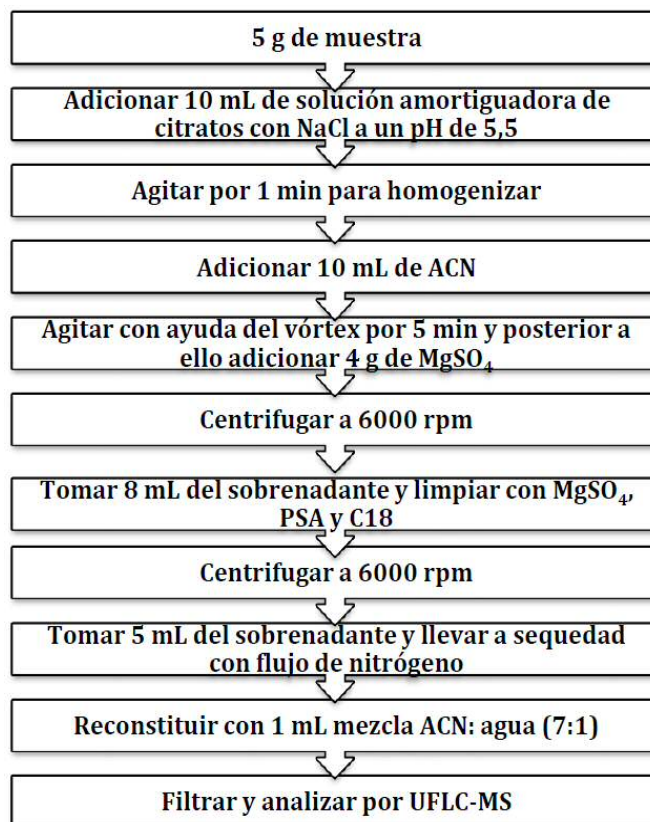 5 g de muestra
Adicionar 10 mL de solución amortiguadora de
citratos con NaCl a un pH de 5,5
Agitar por 1 min para homogenizar
Adicionar 10 mL de ACN
Agitar con ayuda del vórtex por 5 min y posterior a
ello adicionar 4 g de MgSO₄
Centrifugar a 6000 rpm
Tomar 8 mL del sobrenadante y limpiar con MgSO₄,
PSA y C18
Centrifugar a 6000 rpm
Tomar 5 mL del sobrenadante y llevar a sequedad
con flujo de nitrógeno
Reconstituir con 1 mL mezcla ACN: agua (7:1)
Filtrar y analizar por UFLC-MS